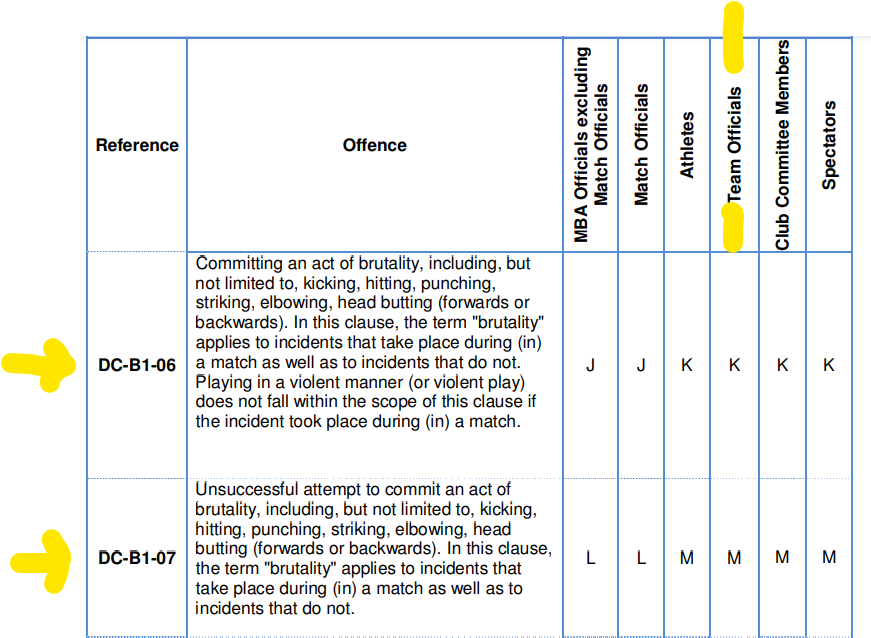 Reference
Offence
MBA Officials excluding
Match Officials
Match Officials
Athletes
Team Officials
Club Committee Members
Spectators
DC-B1-06
Committing an act of brutality, including, but
not limited to, kicking, hitting, punching,
striking, elbowing, head butting (forwards or
backwards). In this clause, the term "brutality"
applies to incidents that take place during (in)
a match as well as to incidents that do not.
Playing in a violent manner (or violent play)
does not fall within the scope of this clause if
the incident took place during (in) a match.
J J K K K K
DC-B1-07
Unsuccessful attempt to commit an act of
brutality, including, but not limited to, kicking,
hitting, punching, striking, elbowing, head
butting (forwards or backwards). In this clause,
the term "brutality" applies to incidents that
take place during (in) a match as well as to
incidents that do not.
L L M M M M